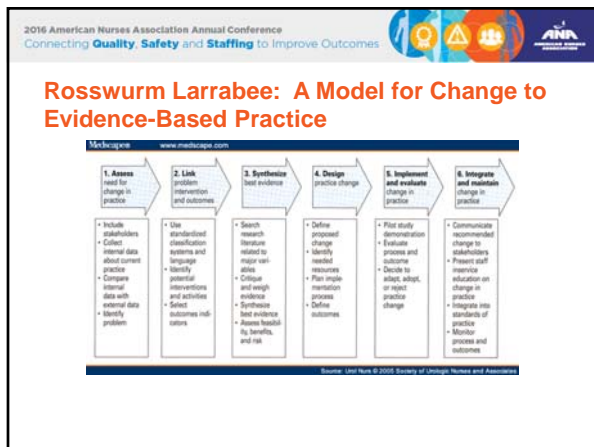 2016 American Nurses Association Annual Conference
Connecting Quality, Safety and Staffing to Improve Outcomes
ANA
AMERICAN NURSES
ASSOCIATION
Rosswurm Larrabee: A Model for Change to
Evidence-Based Practice
Medscape® www.medscape.com
1. Assess
need for
change in
practice
2. Link
problem
intervention
and outcomes
3. Synthesize
best evidence
4. Design
practice change
5. Implement
and evaluate
change in
practice
6. Integrate
and maintain
change in
practice
• Include
stakeholders
• Collect
internal data
about current
practice
• Compare
internal
data with
external data
• Identify
problem
• Use
standardized
classification
systems and
language
• Identify
potential
interventions
and activities
• Select
outcomes indi-
cators
• Search
research
literature
related to
major vari-
ables
• Critique
and weigh
evidence
• Synthesize
best evidence
• Assess feasibil-
ity, benefits,
and risk
• Define
proposed
change
• Identify
needed
resources
• Plan imple-
mentation
process
• Define
outcomes
• Pilot study
demonstration
• Evaluate
process and
outcome
• Decide to
adapt, adopt,
or reject
practice
change
• Communicate
recommended
change to
stakeholders
• Present staff
inservice
education on
change in
practice
• Integrate into
standards of
practice
• Monitor
process and
outcomes
Source: Urol Nurs © 2005 Society of Urologic Nurses and Associates